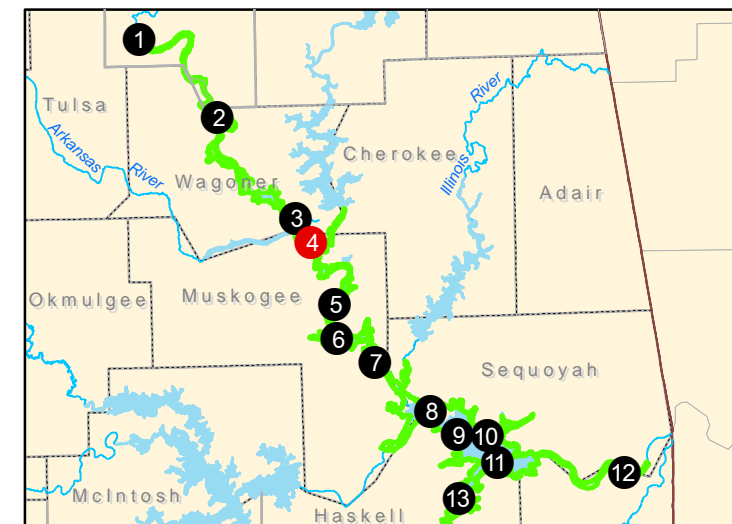 1
River
Tulsa
2
Arkansas
River
Cherokee
Illinois
Wagoner
Adair
3
4
Okmulgee
Muskogee
5
6
7
Sequoyah
8
9
10
11
12
McIntosh
13
Haskell